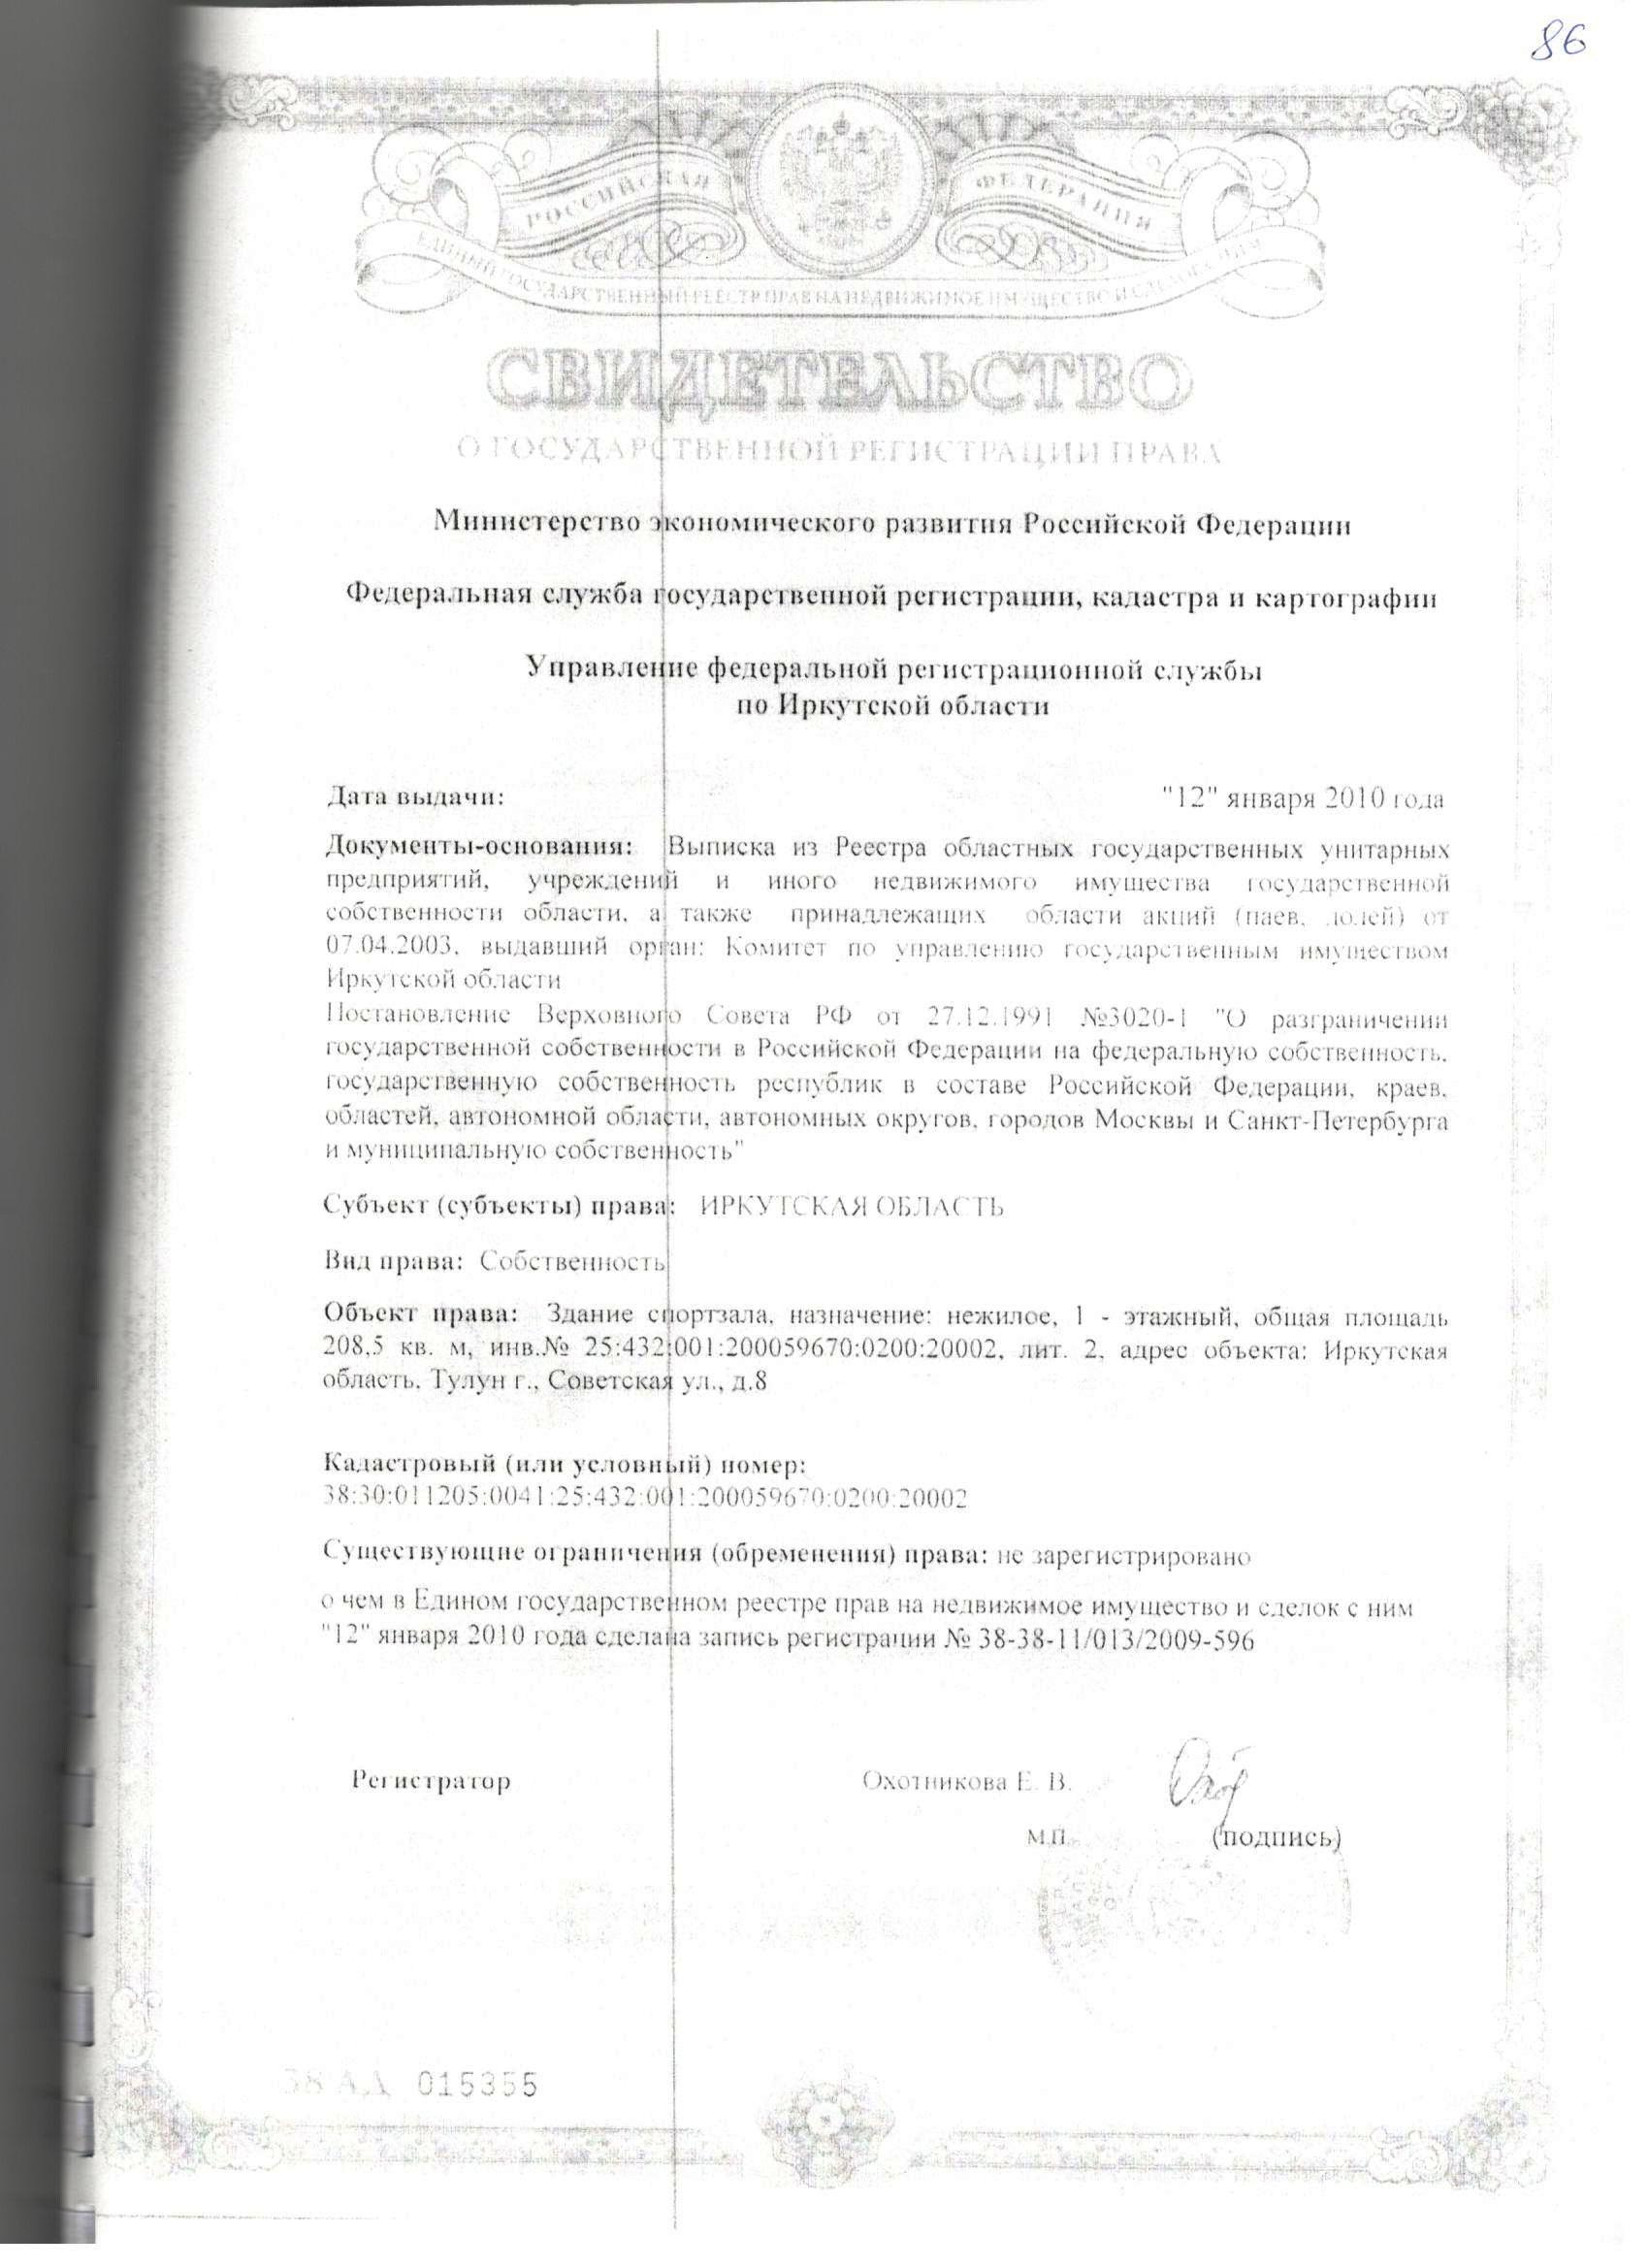 86
РОССИЙСКАЯ ФЕДЕРАЦИЯ
ЕДИНЫЙ ГОСУДАРСТВЕННЫЙ РЕЕСТР ПРАВ НА НЕДВИЖИМОЕ ИМУЩЕСТВО И СДЕЛОК С НИМ
СВИДЕТЕЛЬСТВО
О ГОСУДАРСТВЕННОЙ РЕГИСТРАЦИИ ПРАВА
Министерство экономического развития Российской Федерации
Федеральная служба государственной регистрации, кадастра и картографии
Управление федеральной регистрационной службы
по Иркутской области
Дата выдачи: "12" января 2010 года
Документы-основания: Выписка из Реестра областных государственных унитарных
предприятий, учреждений и иного недвижимого имущества государственной
собственности области, а также принадлежащих области акций (паев, долей) от
07.04.2003, выдавший орган: Комитет по управлению государственным имуществом
Иркутской области
Постановление Верховного Совета РФ от 27.12.1991 №3020-1 "О разграничении
государственной собственности в Российской Федерации на федеральную собственность,
государственную собственность республик в составе Российской Федерации, краев,
областей, автономной области, автономных округов, городов Москвы и Санкт-Петербурга
и муниципальную собственность"
Субъект (субъекты) права: ИРКУТСКАЯ ОБЛАСТЬ
Вид права: Собственность
Объект права: Здание спортзала, назначение: нежилое, 1 - этажный, общая площадь
208,5 кв. м, инв.№ 25:432:001:200059670:0200:20002, лит. 2, адрес объекта: Иркутская
область, Тулун г., Советская ул., д.8
Кадастровый (или условный) номер:
38:30:011205:0041:25:432:001:200059670:0200:20002
Существующие ограничения (обременения) права: не зарегистрировано
о чем в Едином государственном реестре прав на недвижимое имущество и сделок с ним
"12" января 2010 года сделана запись регистрации № 38-38-11/013/2009-596
Регистратор Охотникова Е. В.
М.П. (подпись)
38 АД 015355